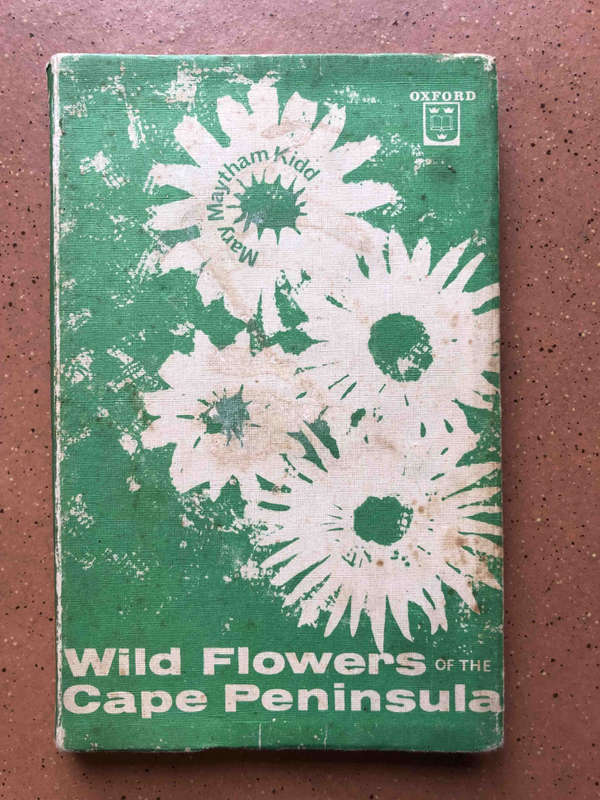 OXFORD
Mary Maytham Kidd
Wild Flowers OF THE
Cape Peninsula